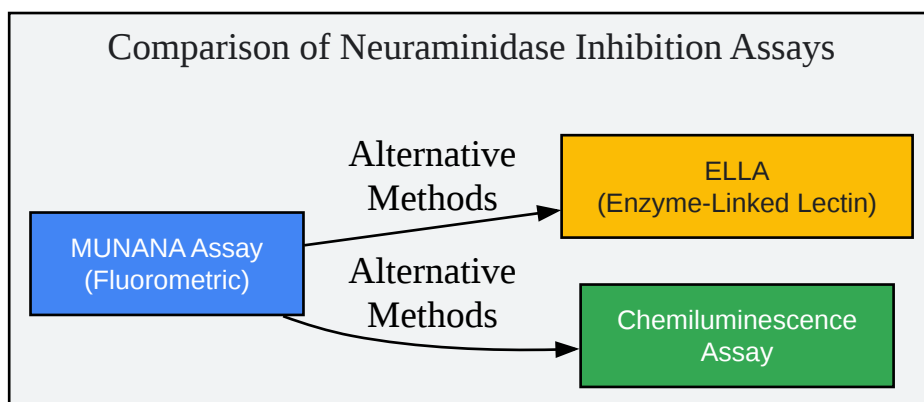 Comparison of Neuraminidase Inhibition Assays
Alternative
Methods
ELLA
(Enzyme-Linked Lectin)
MUNANA Assay
(Fluorometric)
Alternative
Methods
Chemiluminescence
Assay